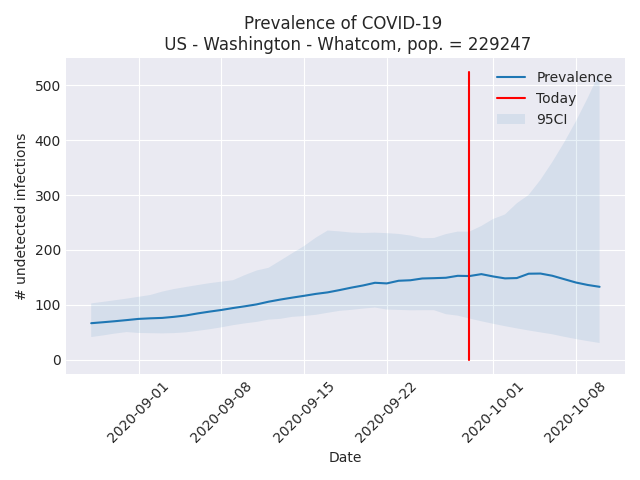 Prevalence of COVID-19
US - Washington - Whatcom, pop. = 229247
Prevalence
Today
95CI
# undetected infections
500
400
300
200
100
0
2020-09-01
2020-09-08
2020-09-15
2020-09-22
2020-10-01
2020-10-08
Date